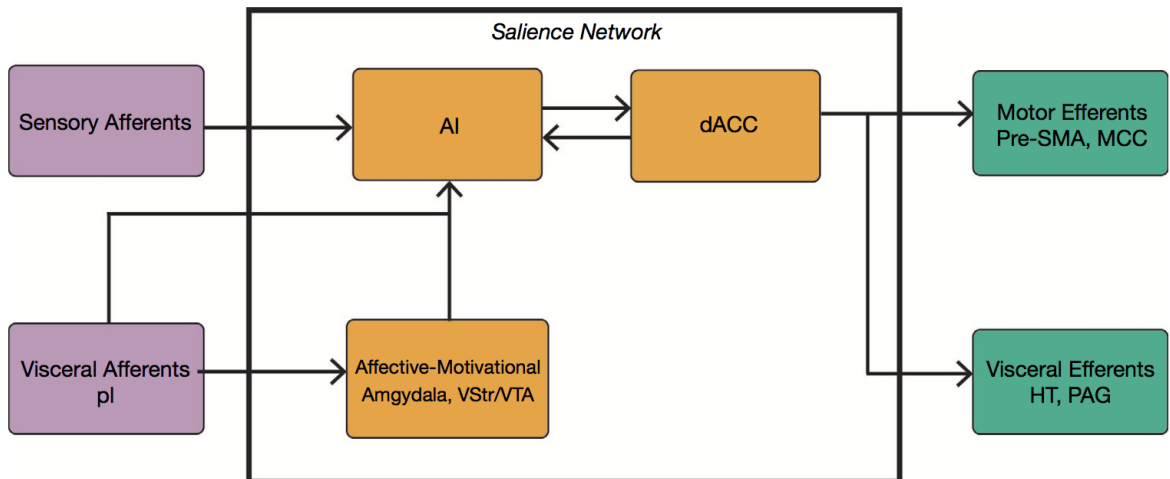 Salience Network
Sensory Afferents
AI
dACC
Motor Efferents
Pre-SMA, MCC
Visceral Afferents
pI
Affective-Motivational
Amgydala, VStr/VTA
Visceral Efferents
HT, PAG